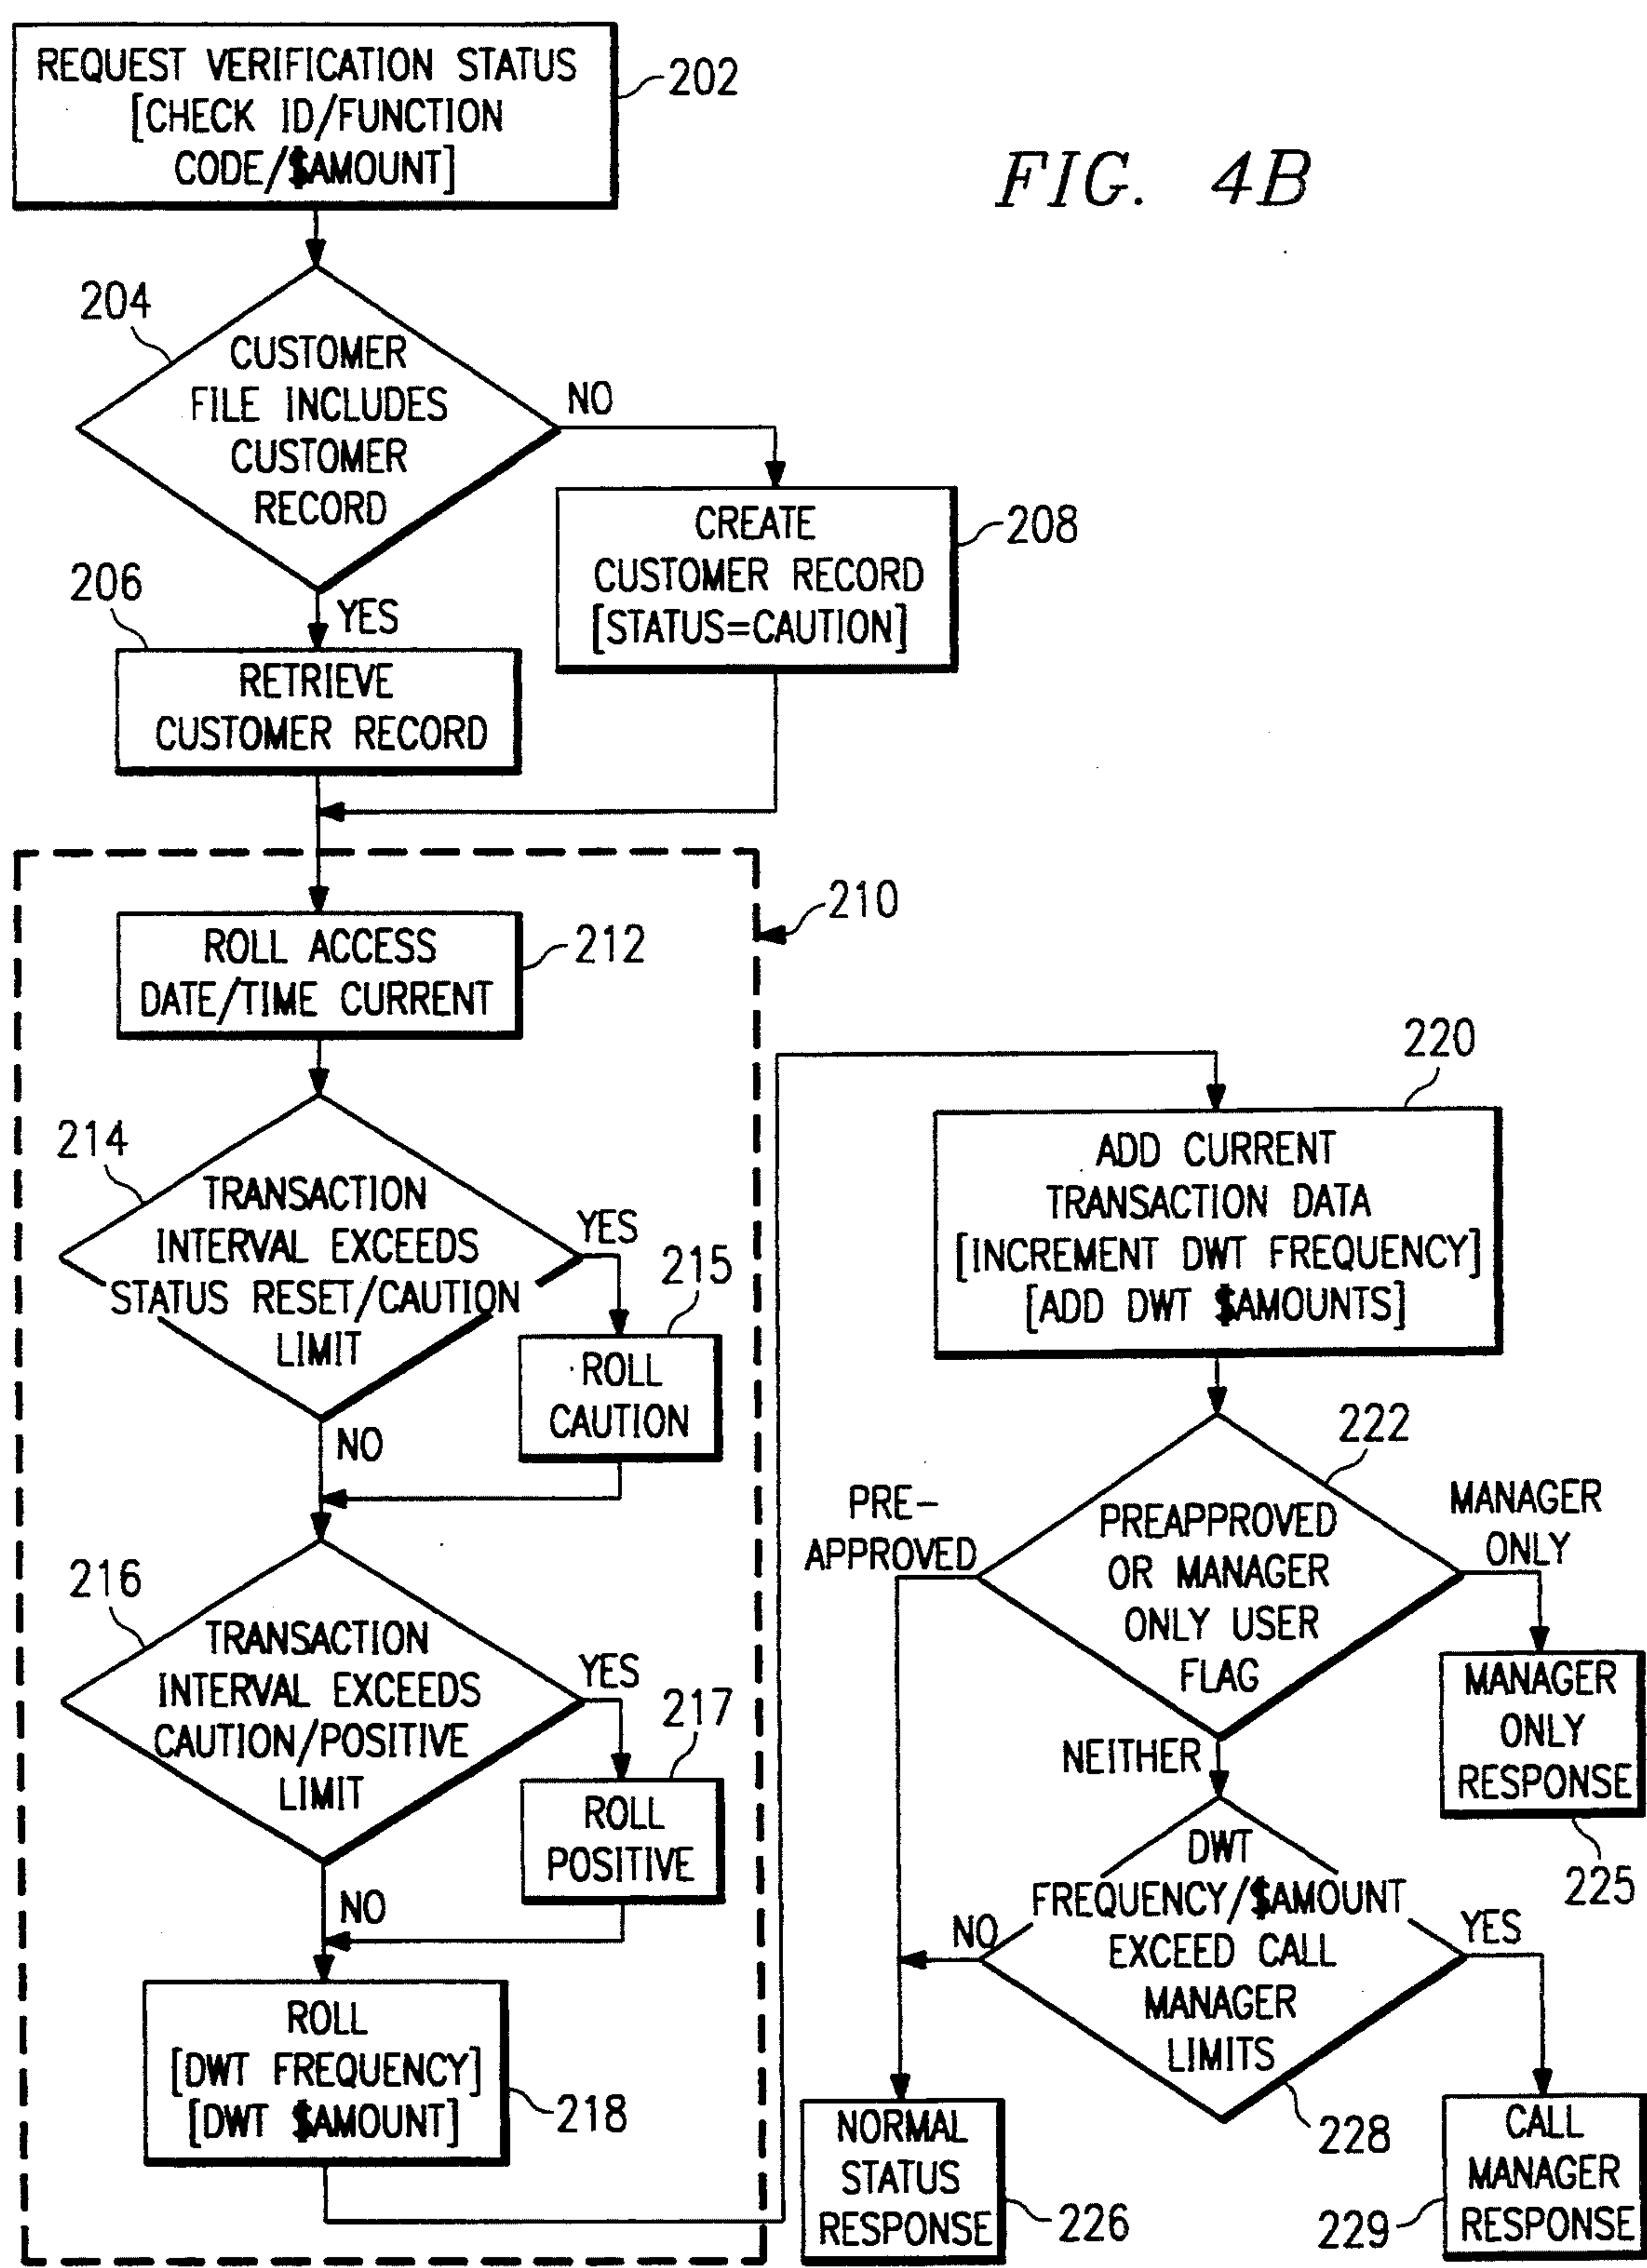 REQUEST VERIFICATION STATUS
[CHECK ID/FUNCTION
CODE/$AMOUNT]
202
FIG. 4B
204
CUSTOMER
FILE INCLUDES
CUSTOMER
RECORD
NO
YES
CREATE
CUSTOMER RECORD
[STATUS=CAUTION]
208
206
RETRIEVE
CUSTOMER RECORD
210
ROLL ACCESS
DATE/TIME CURRENT
212
214
TRANSACTION
INTERVAL EXCEEDS
STATUS RESET/CAUTION
LIMIT
YES
215
ROLL
CAUTION
NO
216
TRANSACTION
INTERVAL EXCEEDS
CAUTION/POSITIVE
LIMIT
YES
217
ROLL
POSITIVE
NO
ROLL
[DWT FREQUENCY]
[DWT $AMOUNT]
218
220
ADD CURRENT
TRANSACTION DATA
[INCREMENT DWT FREQUENCY]
[ADD DWT $AMOUNTS]
222
PRE-
APPROVED
PREAPPROVED
OR MANAGER
ONLY USER
FLAG
MANAGER
ONLY
MANAGER
ONLY
RESPONSE
225
NEITHER
DWT
FREQUENCY/$AMOUNT
EXCEED CALL
MANAGER
LIMITS
NO
YES
228
NORMAL
STATUS
RESPONSE
226
CALL
MANAGER
RESPONSE
229